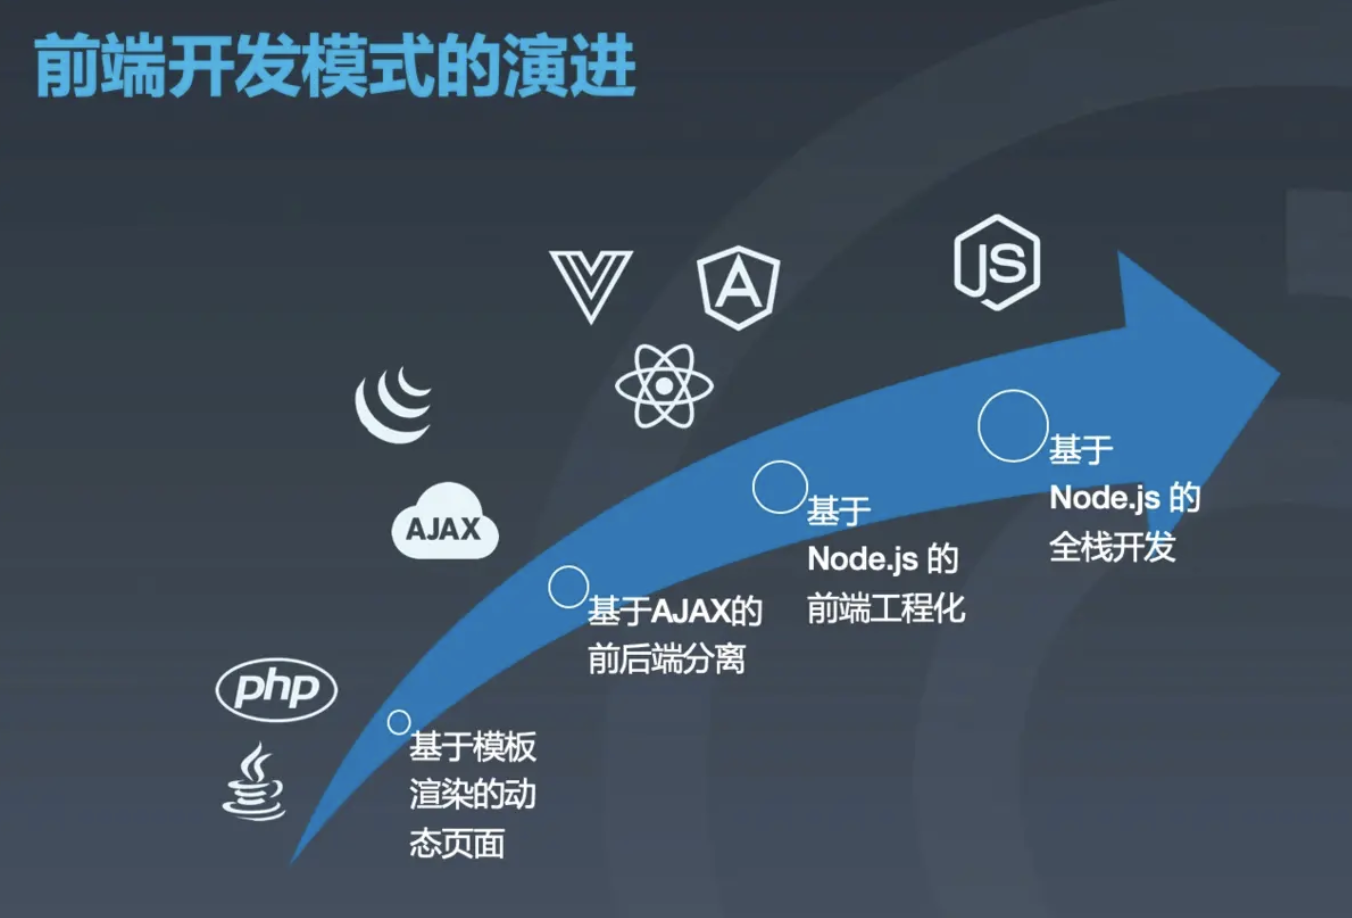 前端开发模式的演进
JS
AJAX
php
基于
Node.js 的
全栈开发
基于
Node.js 的
前端工程化
基于AJAX的
前后端分离
基于模板
渲染的动
态页面